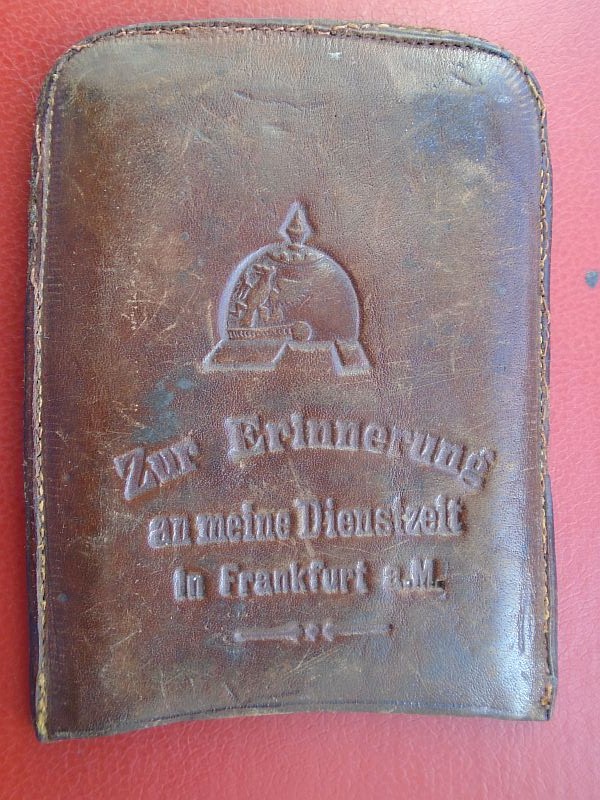 Zur Erinnerung
an meine Dienstzeit
in Frankfurt a.M.